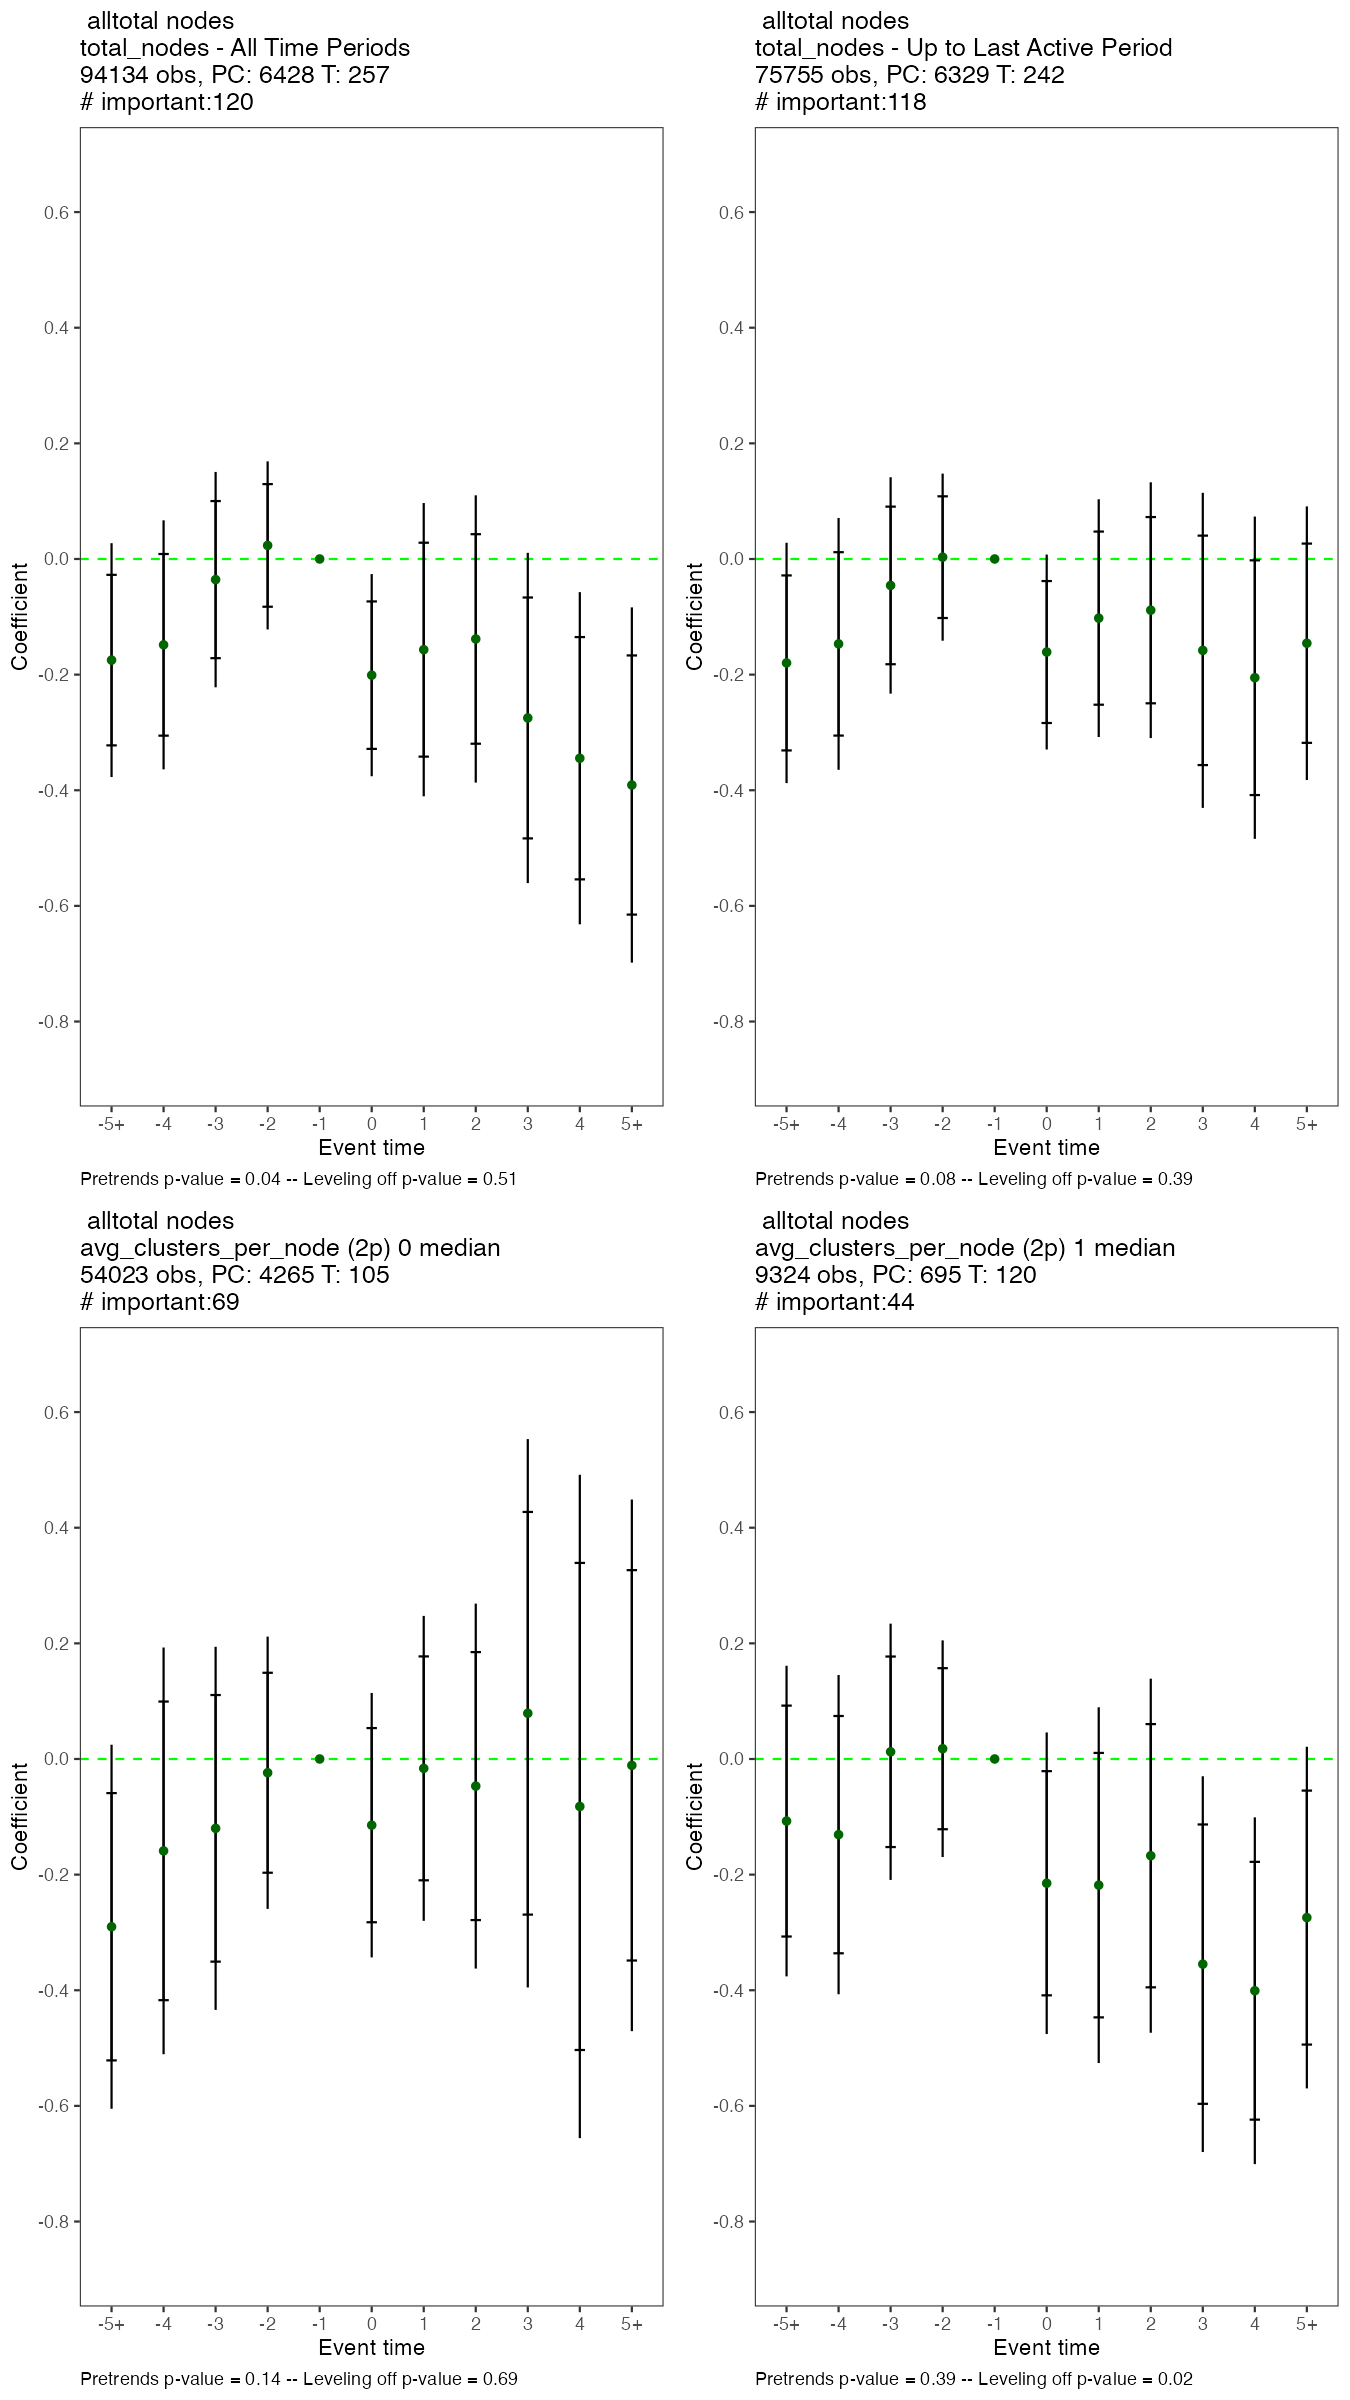 alltotal nodes
total_nodes - All Time Periods
94134 obs, PC: 6428 T: 257
# important:120
0.6
0.4
0.2
0.0
-0.2
-0.4
-0.6
-0.8
Coefficient
-5+ -4 -3 -2 -1 0 1 2 3 4 5+
Event time
Pretrends p-value = 0.04 -- Leveling off p-value = 0.51
alltotal nodes
total_nodes - Up to Last Active Period
75755 obs, PC: 6329 T: 242
# important:118
0.6
0.4
0.2
0.0
-0.2
-0.4
-0.6
-0.8
Coefficient
-5+ -4 -3 -2 -1 0 1 2 3 4 5+
Event time
Pretrends p-value = 0.08 -- Leveling off p-value = 0.39
alltotal nodes
avg_clusters_per_node (2p) 0 median
54023 obs, PC: 4265 T: 105
# important:69
0.6
0.4
0.2
0.0
-0.2
-0.4
-0.6
-0.8
Coefficient
-5+ -4 -3 -2 -1 0 1 2 3 4 5+
Event time
Pretrends p-value = 0.14 -- Leveling off p-value = 0.69
alltotal nodes
avg_clusters_per_node (2p) 1 median
9324 obs, PC: 695 T: 120
# important:44
0.6
0.4
0.2
0.0
-0.2
-0.4
-0.6
-0.8
Coefficient
-5+ -4 -3 -2 -1 0 1 2 3 4 5+
Event time
Pretrends p-value = 0.39 -- Leveling off p-value = 0.02